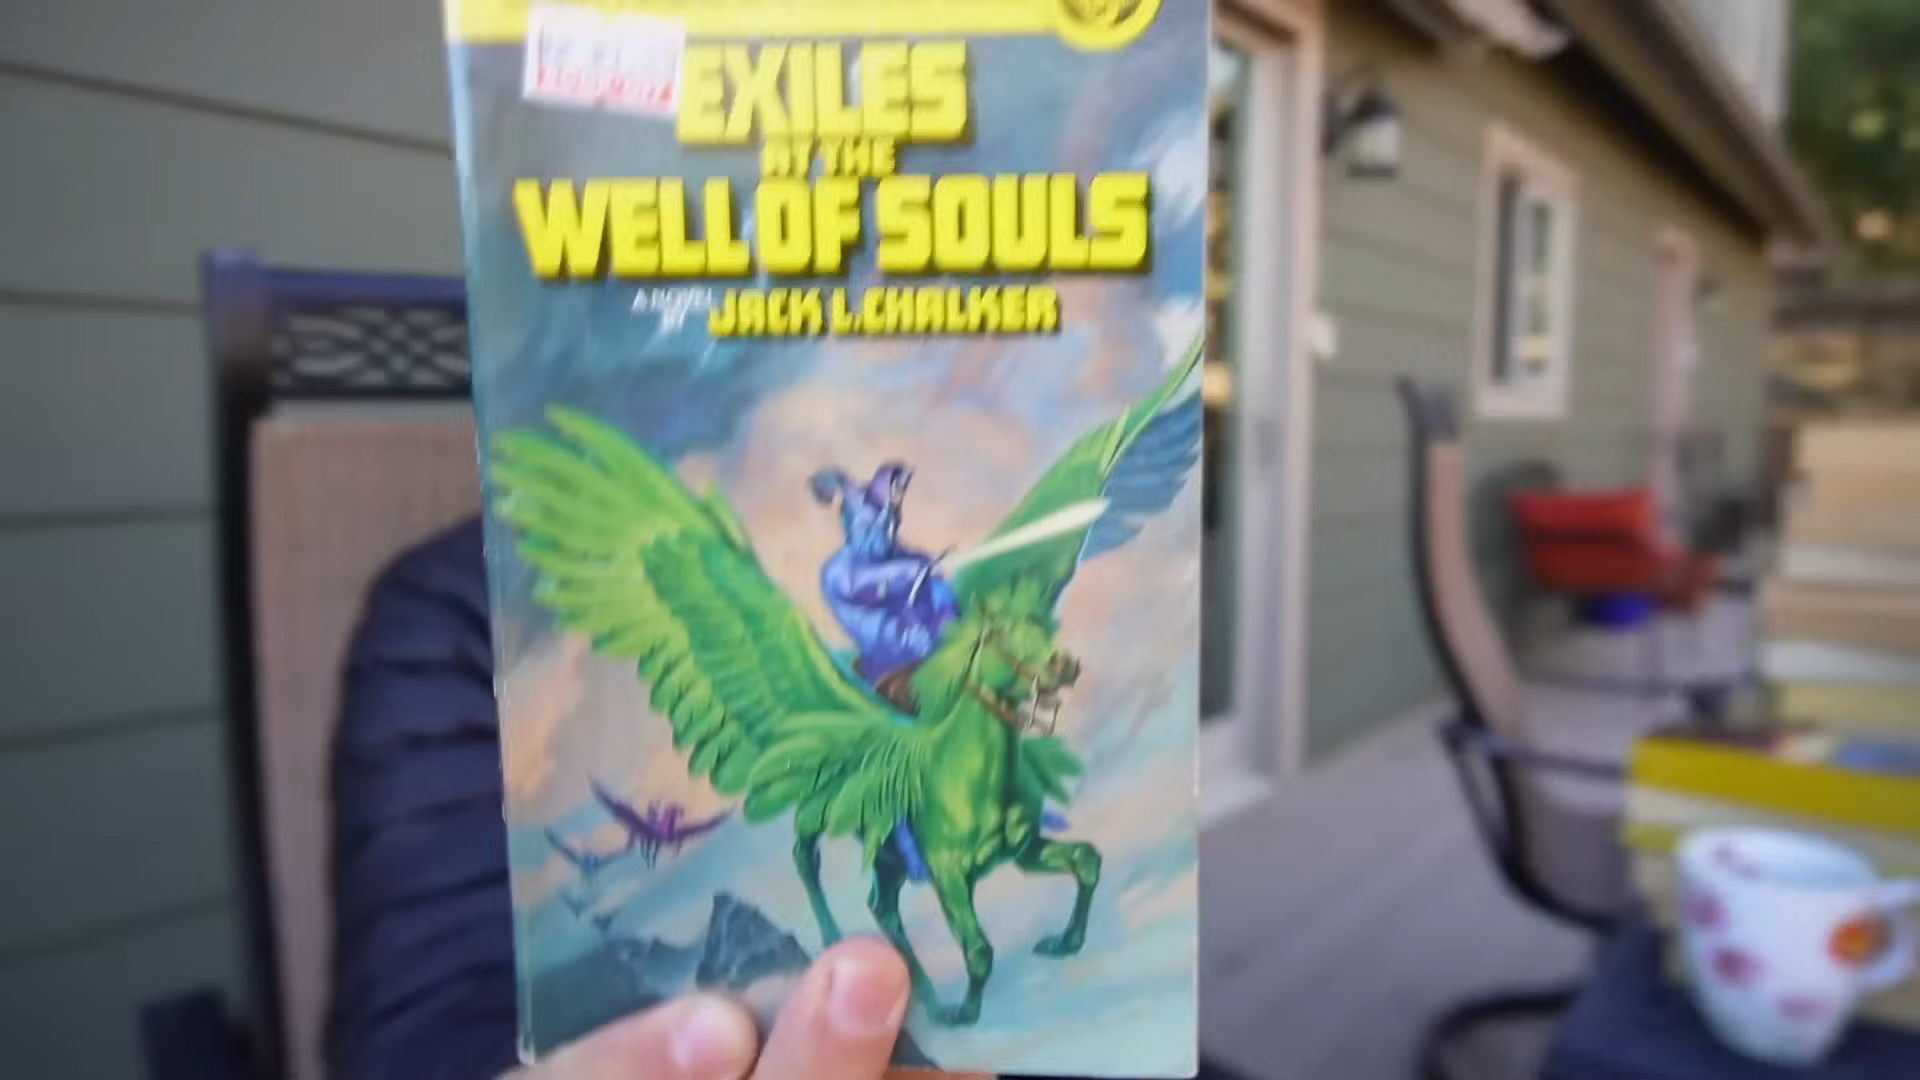 EXILES
AT THE
WELL OF SOULS
A NOVEL
BY JACK L. CHALKER